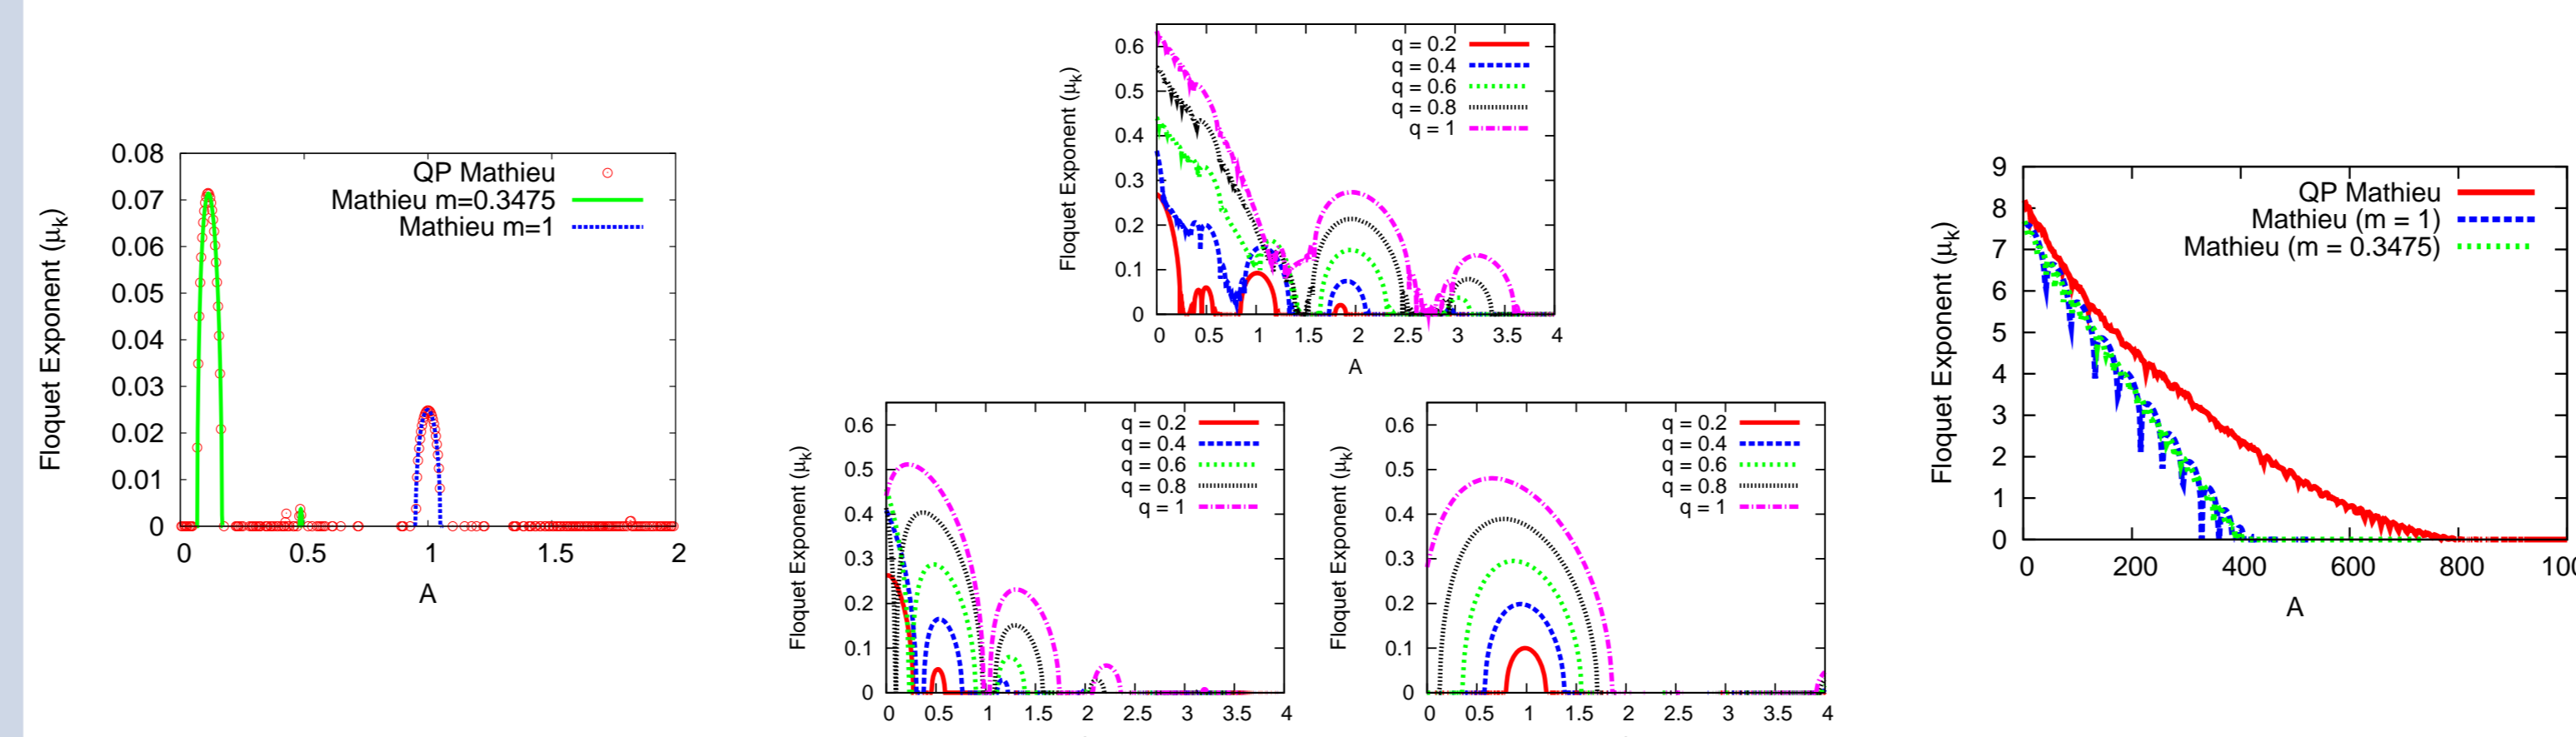 0.08
0.07
0.06
0.05
0.04
0.03
0.02
0.01
0
Floquet Exponent (μk)
QP Mathieu
Mathieu m=0.3475
Mathieu m=1
0 0.5 1 1.5 2
A
0.6
0.5
0.4
0.3
0.2
0.1
0
Floquet Exponent (μk)
q = 0.2
q = 0.4
q = 0.6
q = 0.8
q = 1
0 0.5 1 1.5 2 2.5 3 3.5 4
A
0.6
0.5
0.4
0.3
0.2
0.1
0
Floquet Exponent (μk)
q = 0.2
q = 0.4
q = 0.6
q = 0.8
q = 1
0 0.5 1 1.5 2 2.5 3 3.5 4
0.6
0.5
0.4
0.3
0.2
0.1
0
Floquet Exponent (μk)
q = 0.2
q = 0.4
q = 0.6
q = 0.8
q = 1
0 0.5 1 1.5 2 2.5 3 3.5 4
9
8
7
6
5
4
3
2
1
0
Floquet Exponent (μk)
QP Mathieu
Mathieu (m = 1)
Mathieu (m = 0.3475)
0 200 400 600 800
A